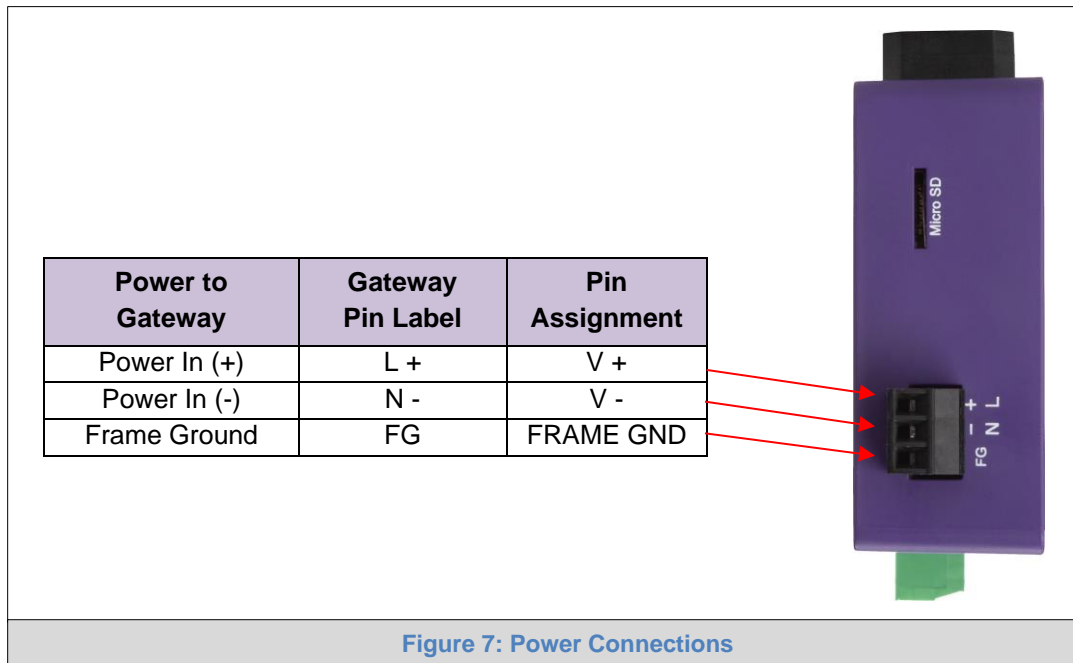 Micro SD
Power to Gateway Gateway Pin Label Pin Assignment
Power In (+) L + V +
Power In (-) N - V -
Frame Ground FG FRAME GND
+ L
- N
FG
Figure 7: Power Connections